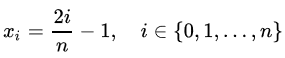 x_i = \frac{2i}{n} - 1, \quad i \in \{0, 1, \ldots, n\}